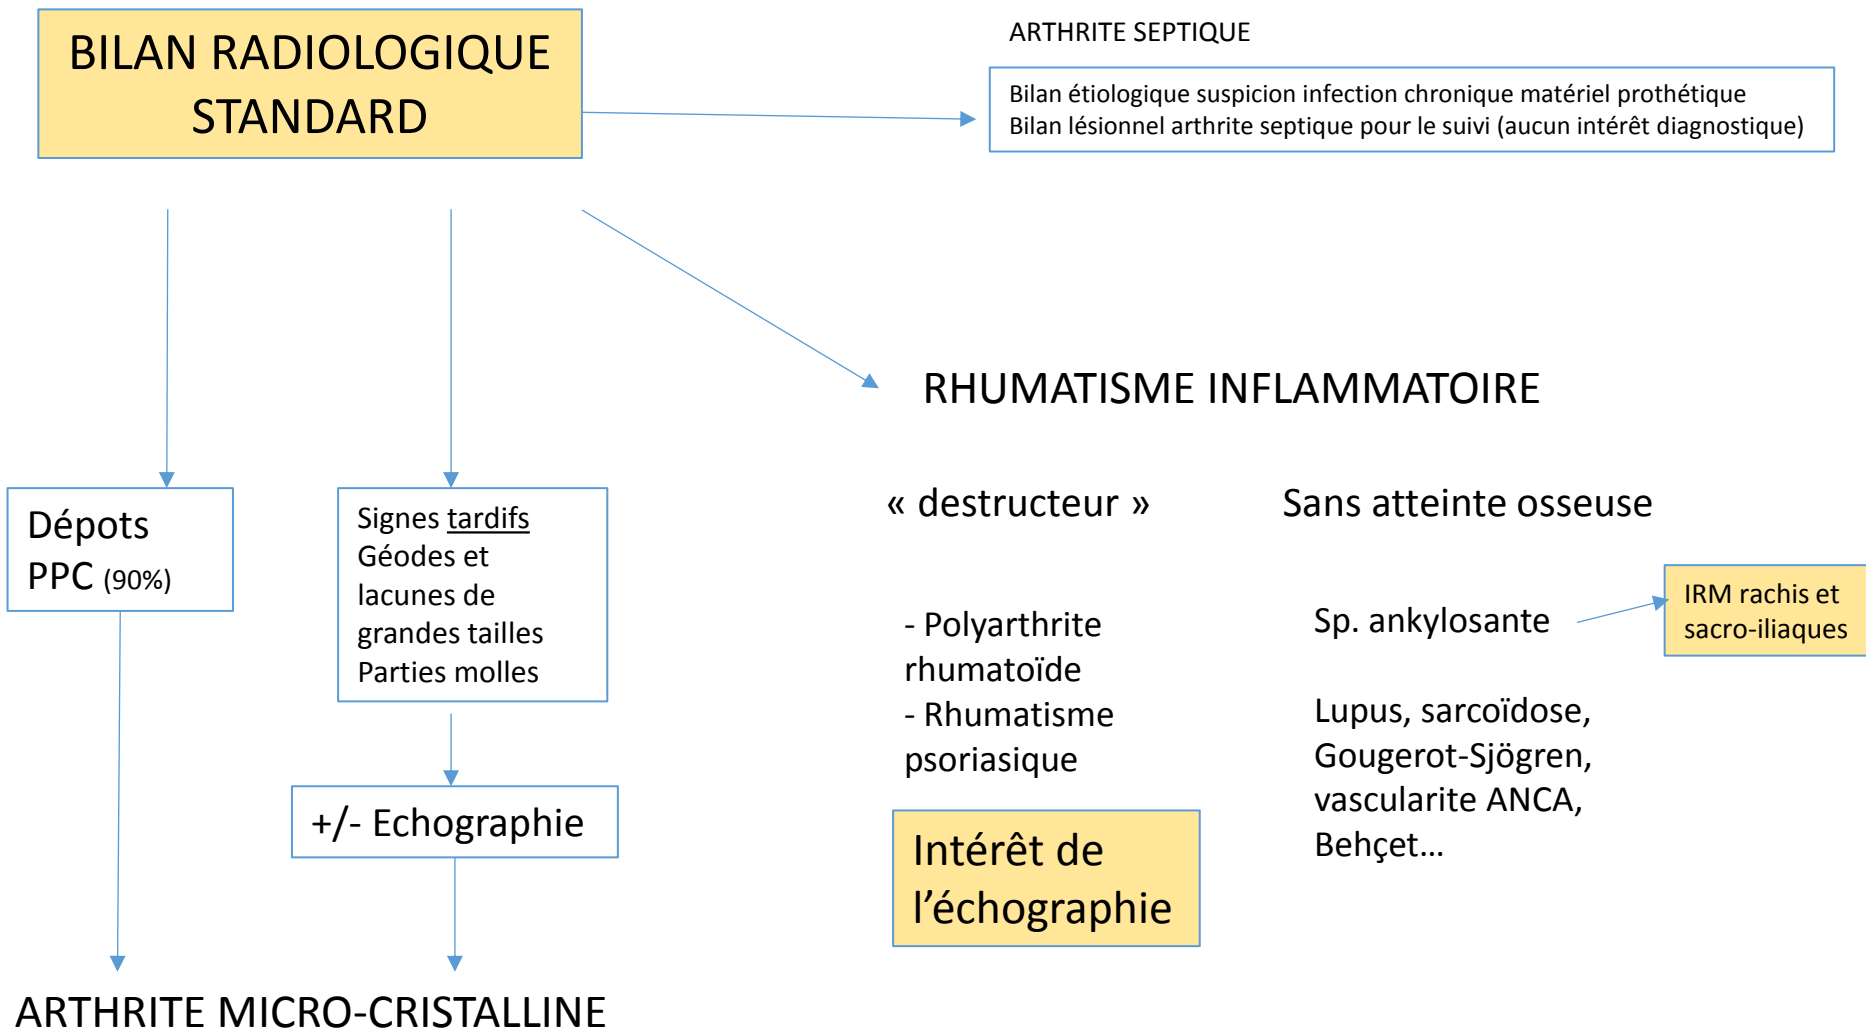 BILAN RADIOLOGIQUE
STANDARD
ARTHRITE SEPTIQUE
Bilan étiologique suspicion infection chronique matériel prothétique
Bilan lésionnel arthrite septique pour le suivi (aucun intérêt diagnostique)
RHUMATISME INFLAMMATOIRE
Dépots
PPC (90%)
Signes tardifs
Géodes et
lacunes de
grandes tailles
Parties molles
+/- Echographie
ARTHRITE MICRO-CRISTALLINE
« destructeur »
- Polyarthrite
rhumatoïde
- Rhumatisme
psoriasique
Intérêt de
l’échographie
Sans atteinte osseuse
Sp. ankylosante
IRM rachis et
sacro-iliaques
Lupus, sarcoïdose,
Gougerot-Sjögren,
vascularite ANCA,
Behçet…